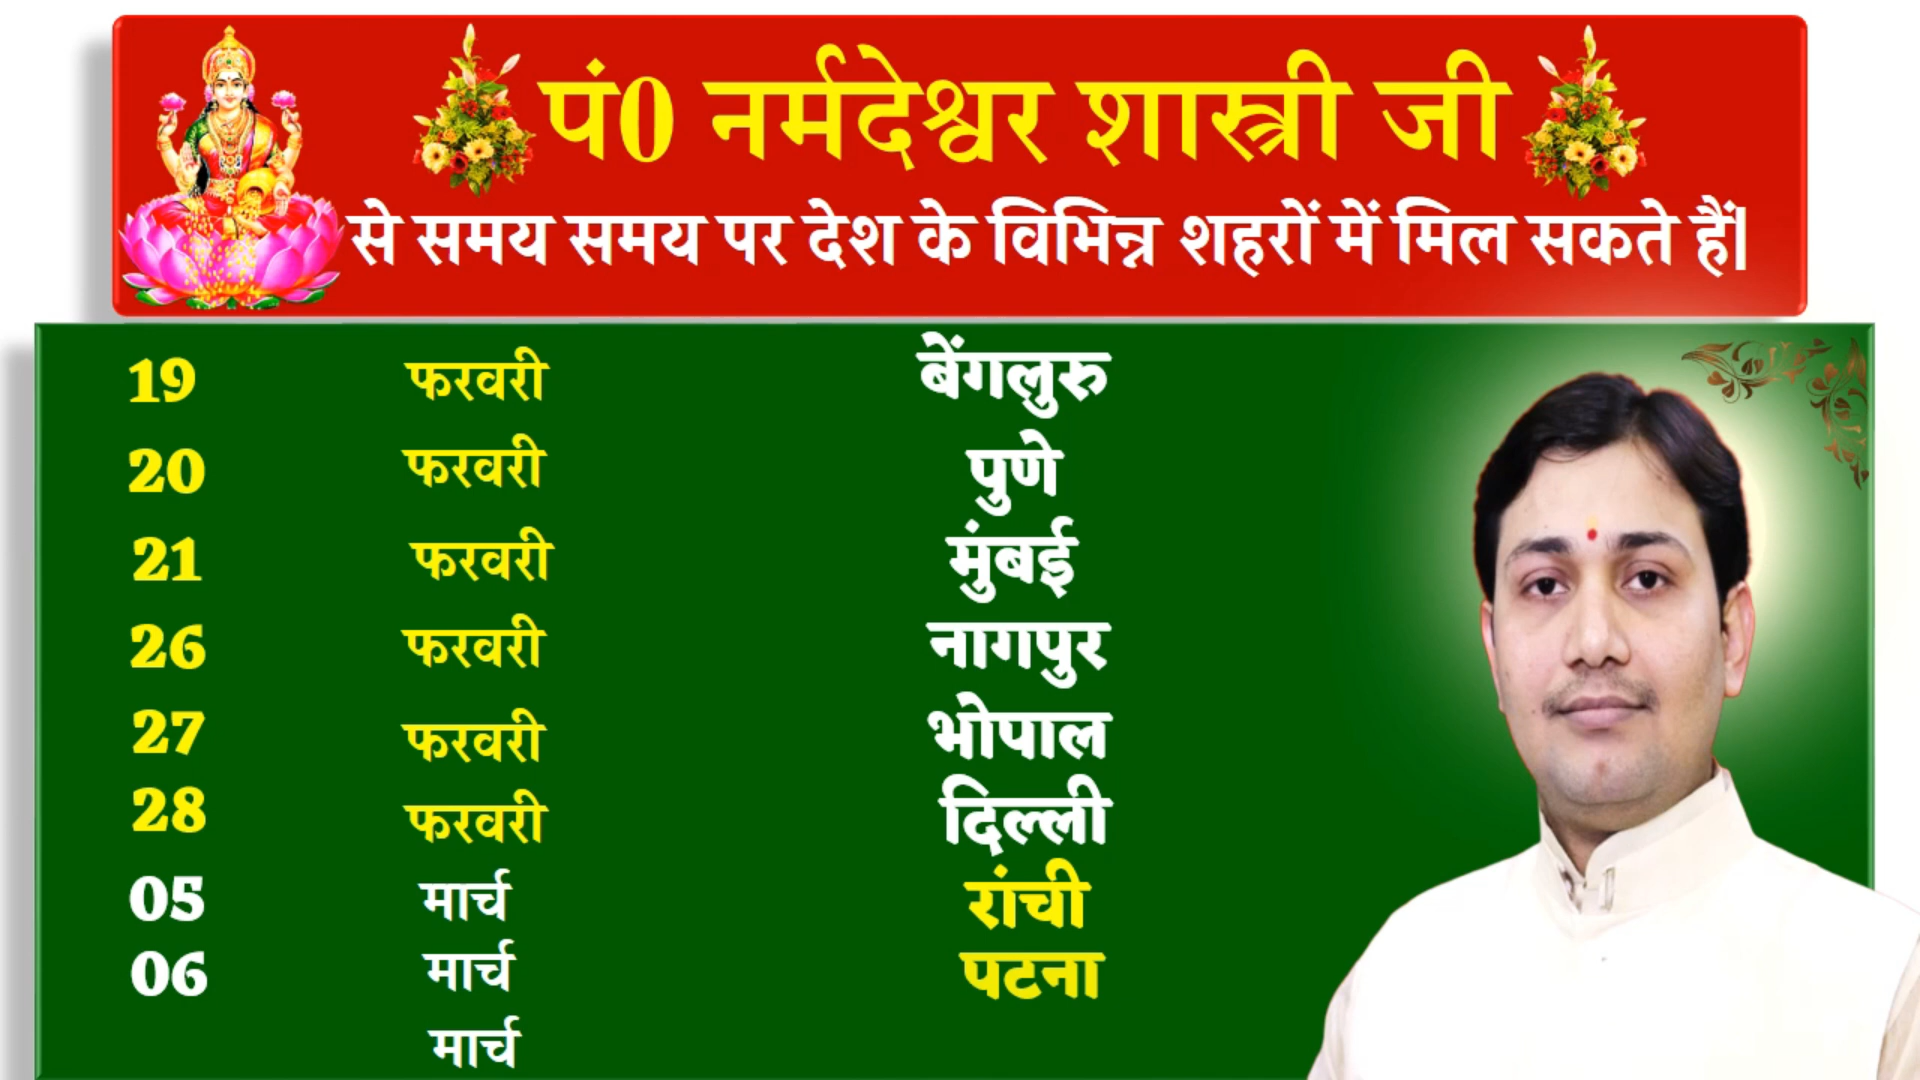 पं0 नर्मदेश्वर शास्त्री जी
से समय समय पर देश के विभिन्न शहरों में मिल सकते हैं|
19 फरवरी बेंगलुरु
20 फरवरी पुणे
21 फरवरी मुंबई
26 फरवरी नागपुर
27 फरवरी भोपाल
28 फरवरी दिल्ली
05 मार्च रांची
06 मार्च पटना
मार्च